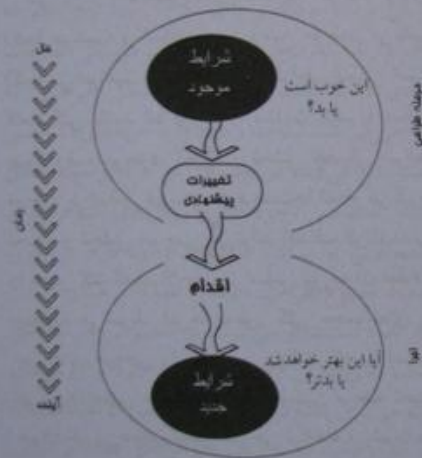 حال
زمان
آینده
شرایط
موجود
این خوب است
یا بد؟
تغییرات
پیشنهادی
اقدام
آیا این بهتر خواهد شد
یا بدتر؟
شرایط
جدید
اجرا